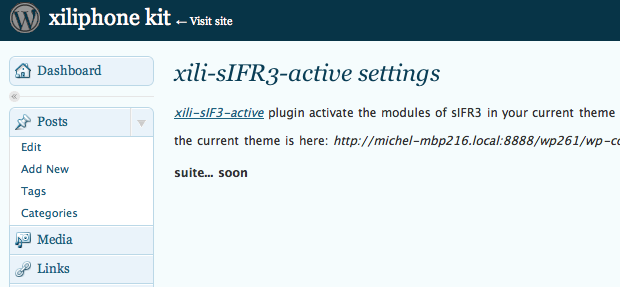 xiliphone kit ← Visit site
Dashboard
«
Posts
Edit
Add New
Tags
Categories
Media
Links
xili-sIFR3-active settings
xili-sIF3-active plugin activate the modules of sIFR3 in your current theme
the current theme is here: http://michel-mbp216.local:8888/wp261/wp-co
suite... soon